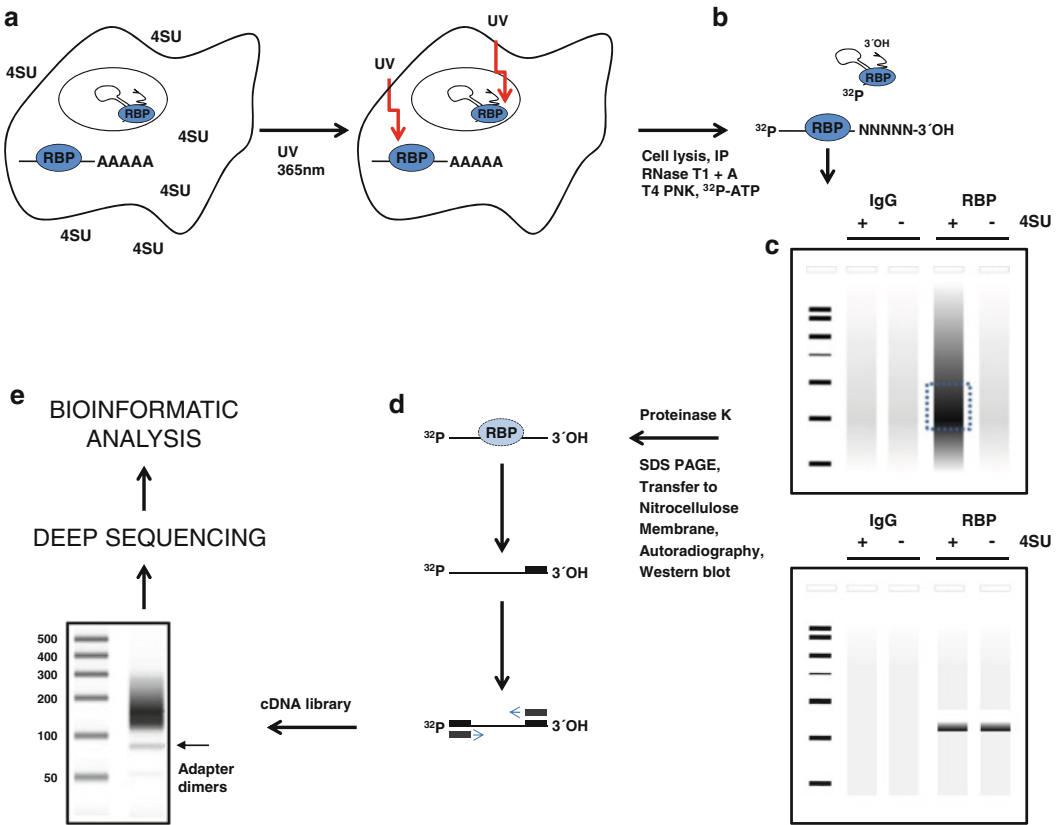 a
4SU
4SU
RBP
4SU
RBP
AAAAA
4SU
4SU
4SU
UV
365nm
UV
UV
RBP
RBP
AAAAA
Cell lysis, IP
RNase T1 + A
T4 PNK, ³²P-ATP
b
3´OH
RBP
³²P
³²P
RBP
NNNNN-3´OH
c
IgG
RBP
+ - + - 4SU
IgG
RBP
+ - + - 4SU
Proteinase K
SDS PAGE,
Transfer to
Nitrocellulose
Membrane,
Autoradiography,
Western blot
d
³²P
RBP
3´OH
³²P
3´OH
³²P
3´OH
cDNA library
e
BIOINFORMATIC
ANALYSIS
DEEP SEQUENCING
500
400
300
200
100
50
Adapter
dimers